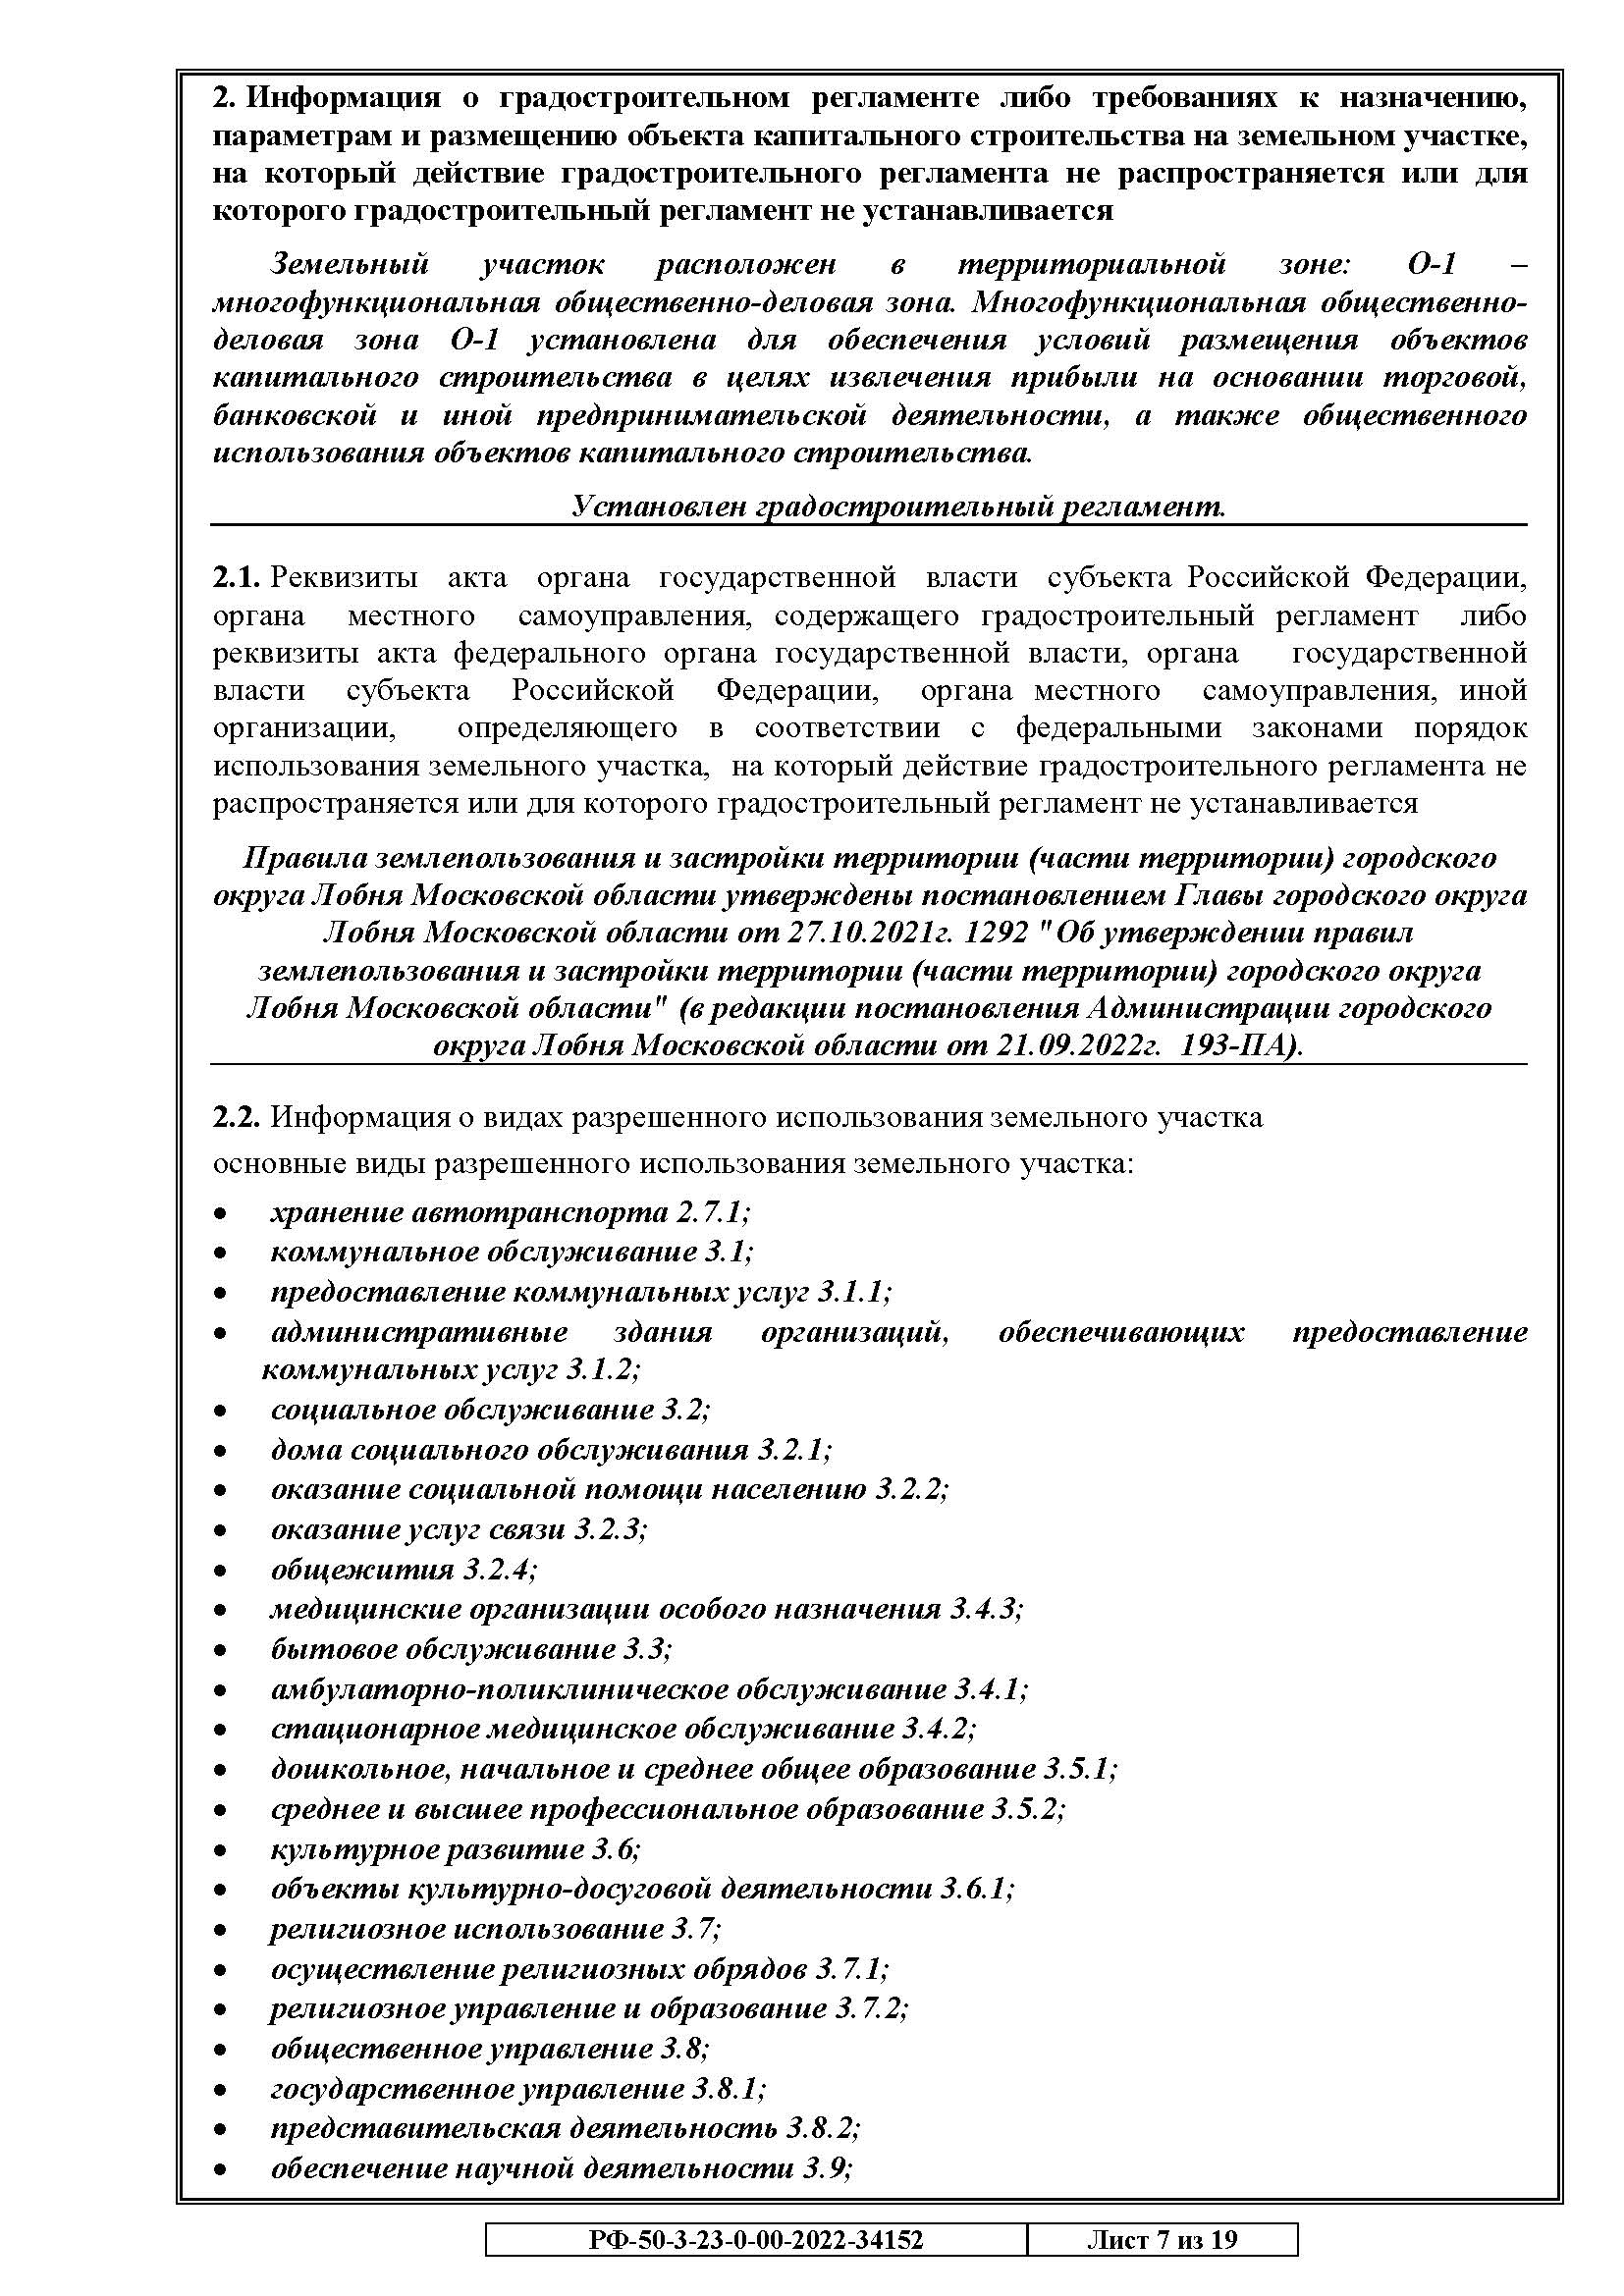 2. Информация о градостроительном регламенте либо требованиях к назначению,
параметрам и размещению объекта капитального строительства на земельном участке,
на который действие градостроительного регламента не распространяется или для
которого градостроительный регламент не устанавливается
Земельный участок расположен в территориальной зоне: О-1 –
многофункциональная общественно-деловая зона. Многофункциональная общественно-
деловая зона О-1 установлена для обеспечения условий размещения объектов
капитального строительства в целях извлечения прибыли на основании торговой,
банковской и иной предпринимательской деятельности, а также общественного
использования объектов капитального строительства.
Установлен градостроительный регламент.
2.1. Реквизиты акта органа государственной власти субъекта Российской Федерации,
органа местного самоуправления, содержащего градостроительный регламент либо
реквизиты акта федерального органа государственной власти, органа государственной
власти субъекта Российской Федерации, органа местного самоуправления, иной
организации, определяющего в соответствии с федеральными законами порядок
использования земельного участка, на который действие градостроительного регламента не
распространяется или для которого градостроительный регламент не устанавливается
Правила землепользования и застройки территории (части территории) городского
округа Лобня Московской области утверждены постановлением Главы городского округа
Лобня Московской области от 27.10.2021г. 1292 "Об утверждении правил
землепользования и застройки территории (части территории) городского округа
Лобня Московской области" (в редакции постановления Администрации городского
округа Лобня Московской области от 21.09.2022г. 193-ПА).
2.2. Информация о видах разрешенного использования земельного участка
основные виды разрешенного использования земельного участка:
• хранение автотранспорта 2.7.1;
• коммунальное обслуживание 3.1;
• предоставление коммунальных услуг 3.1.1;
• административные здания организаций, обеспечивающих предоставление
коммунальных услуг 3.1.2;
• социальное обслуживание 3.2;
• дома социального обслуживания 3.2.1;
• оказание социальной помощи населению 3.2.2;
• оказание услуг связи 3.2.3;
• общежития 3.2.4;
• медицинские организации особого назначения 3.4.3;
• бытовое обслуживание 3.3;
• амбулаторно-поликлиническое обслуживание 3.4.1;
• стационарное медицинское обслуживание 3.4.2;
• дошкольное, начальное и среднее общее образование 3.5.1;
• среднее и высшее профессиональное образование 3.5.2;
• культурное развитие 3.6;
• объекты культурно-досуговой деятельности 3.6.1;
• религиозное использование 3.7;
• осуществление религиозных обрядов 3.7.1;
• религиозное управление и образование 3.7.2;
• общественное управление 3.8;
• государственное управление 3.8.1;
• представительская деятельность 3.8.2;
• обеспечение научной деятельности 3.9;
РФ-50-3-23-0-00-2022-34152 Лист 7 из 19